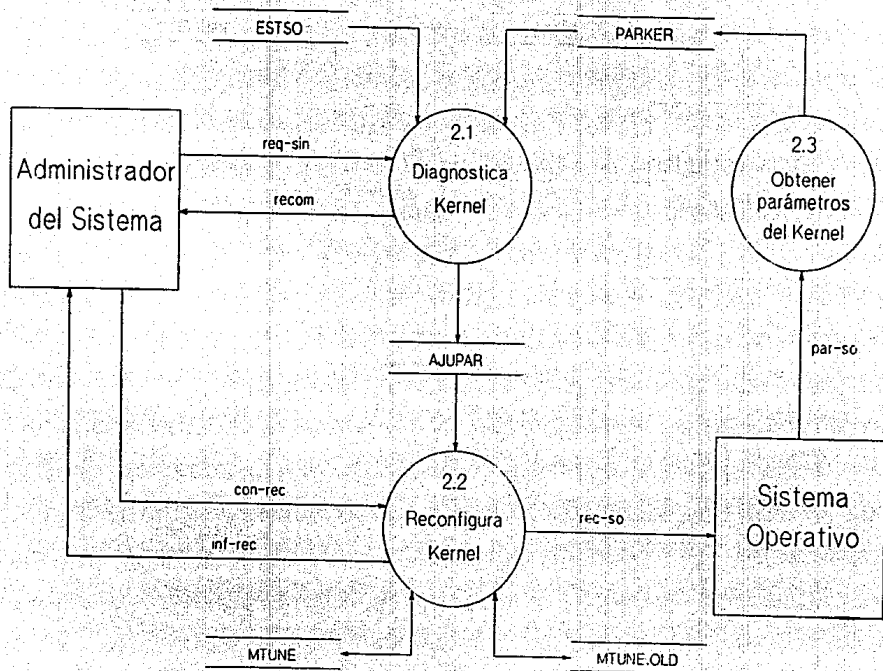 ESTSO
PARKER
2.1
Diagnostica
Kernel
2.3
Obtener
parámetros
del Kernel
Administrador
del Sistema
req-sin
recom
AJUPAR
par-so
2.2
Reconfigura
Kernel
con-rec
inf-rec
rec-so
Sistema
Operativo
MTUNE
MTUNE.OLD